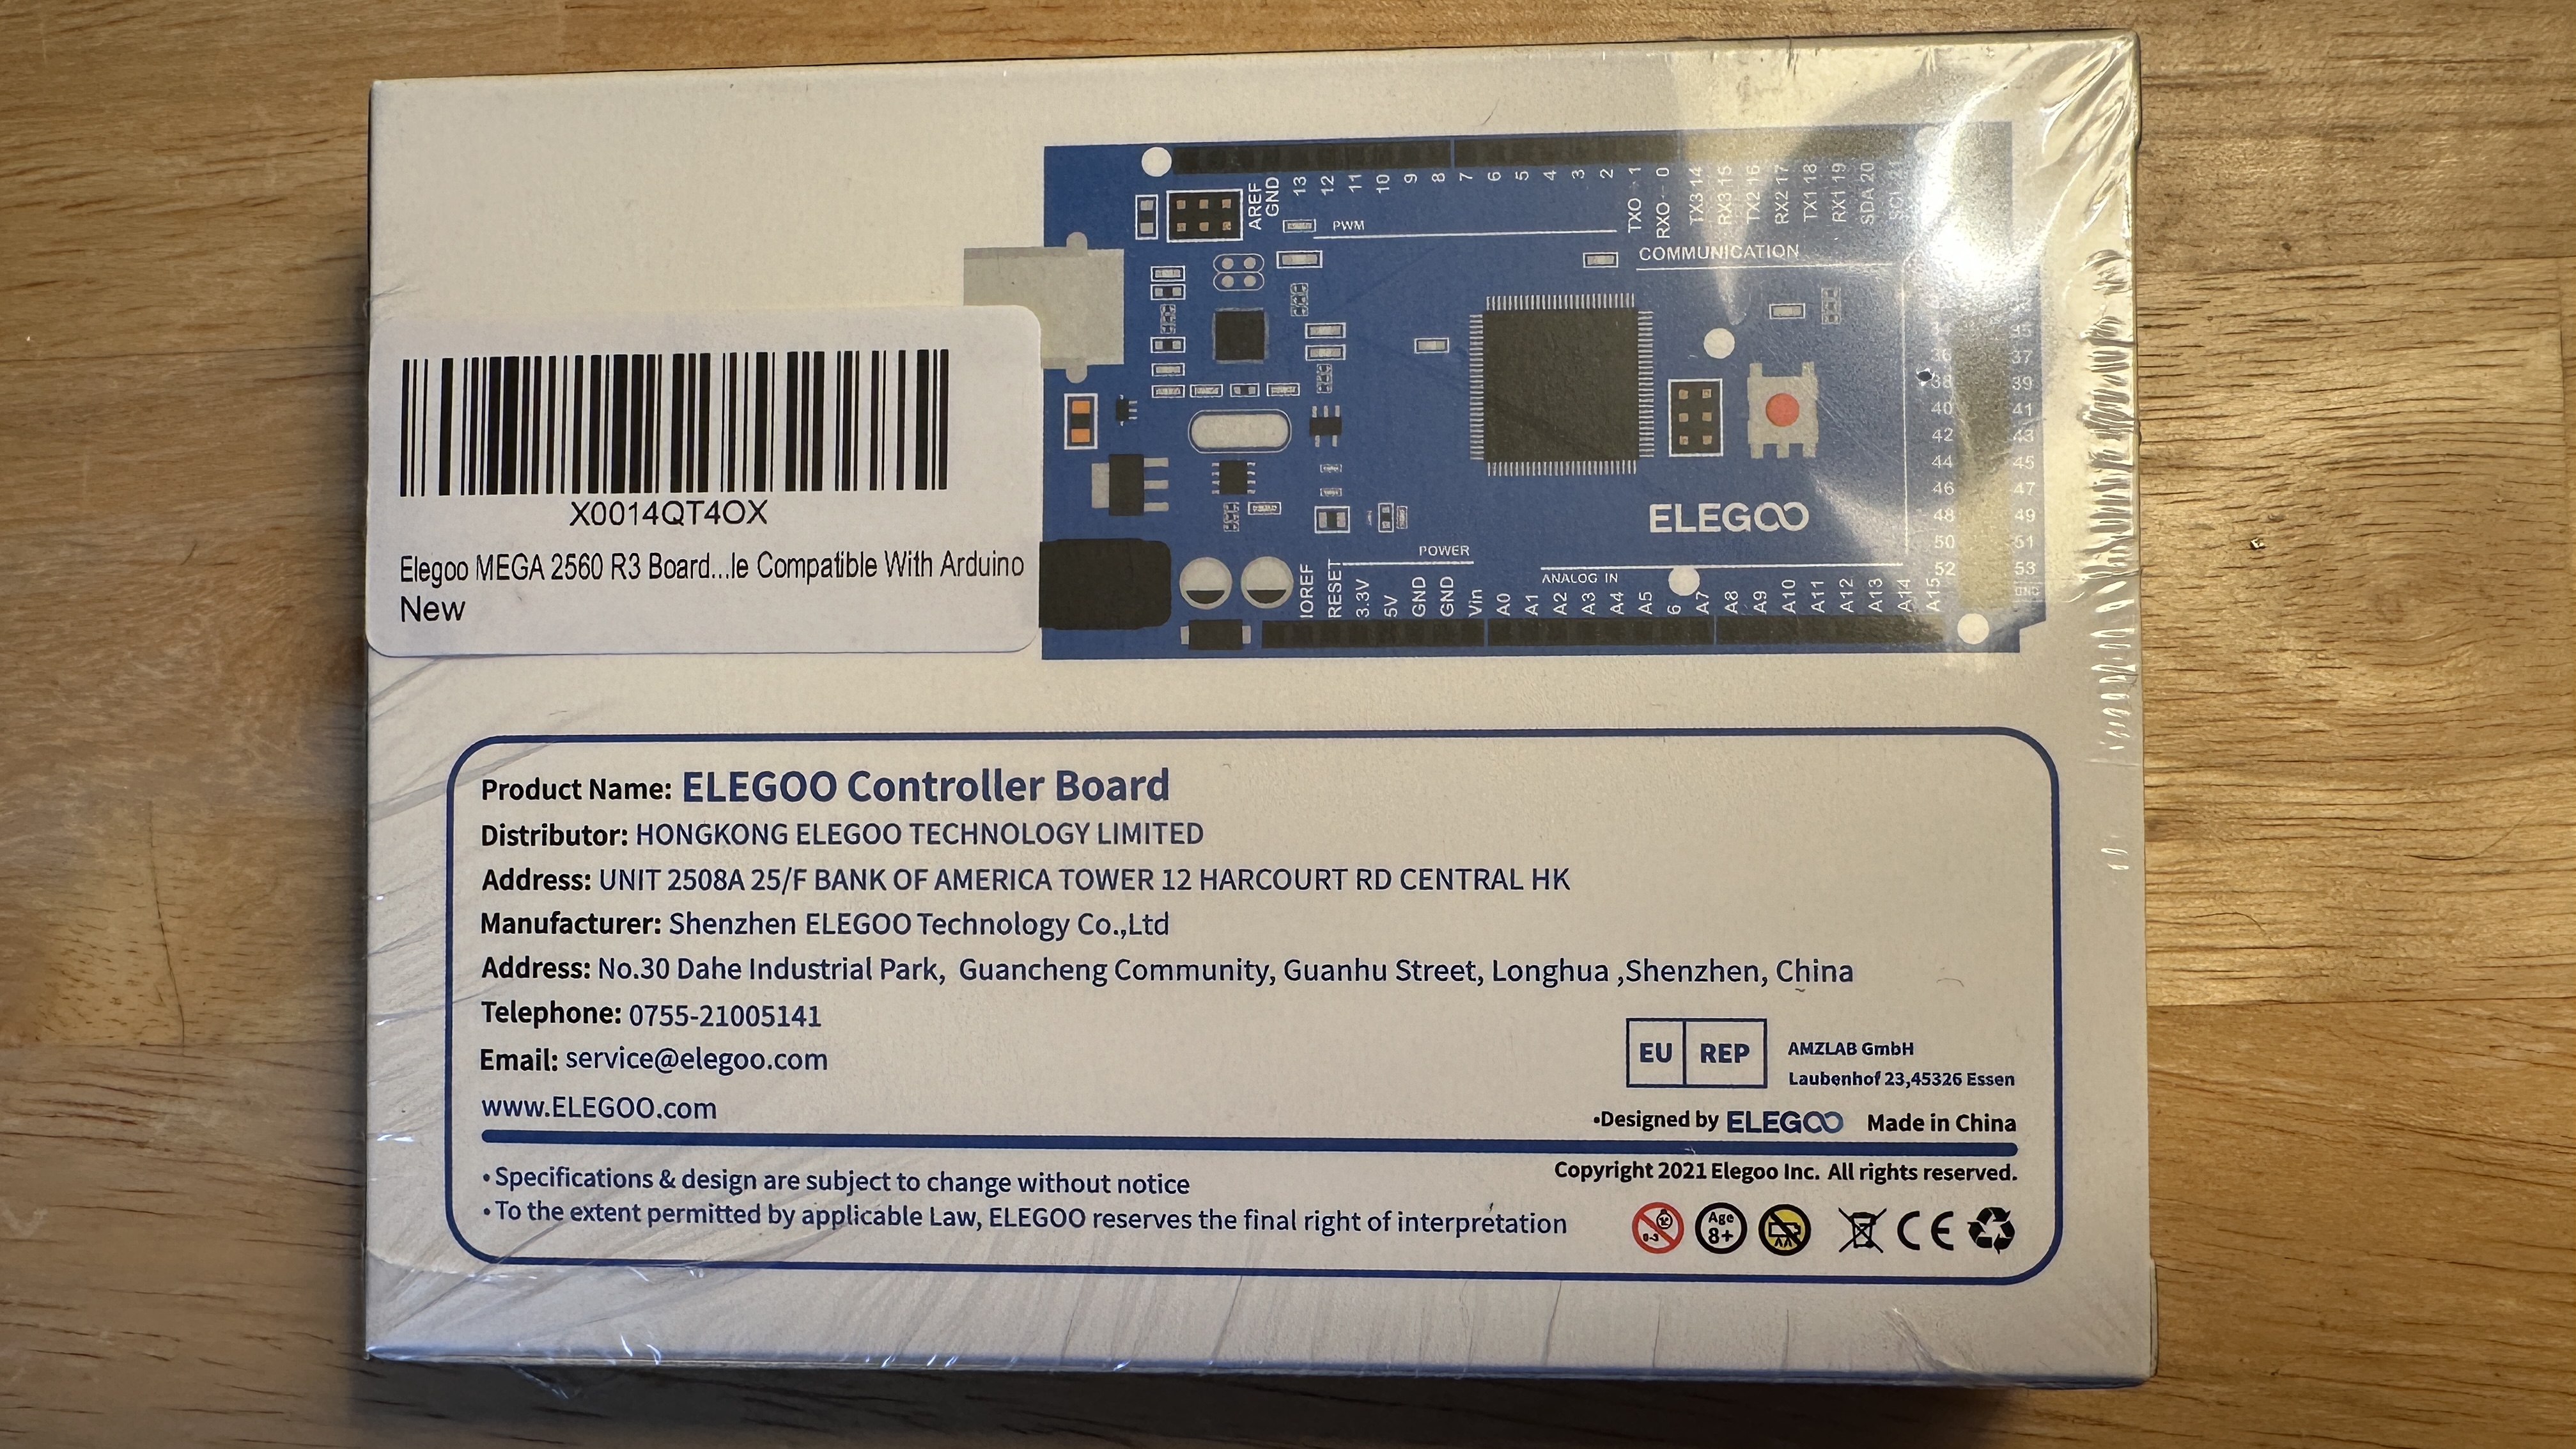 AREF
GND
13
12
11
10
9
8
7
6
5
4
3
2
TXO 1
RXO 0
TX3 14
RX3 15
TX2 16
RX2 17
TX1 18
RX1 19
SDA 20
SCL 21
PWM
COMMUNICATION
34 35
36 37
38 39
40 41
42 43
44 45
46 47
48 49
50 51
52 53
GND
ELEGOO
POWER
ANALOG IN
IOREF
RESET
3.3V
5V
GND
GND
Vin
A0
A1
A2
A3
A4
A5
6
A7
A8
A9
A10
A11
A12
A13
A14
A15
X0014QT4OX
Elegoo MEGA 2560 R3 Board...le Compatible With Arduino
New
Product Name: ELEGOO Controller Board
Distributor: HONGKONG ELEGOO TECHNOLOGY LIMITED
Address: UNIT 2508A 25/F BANK OF AMERICA TOWER 12 HARCOURT RD CENTRAL HK
Manufacturer: Shenzhen ELEGOO Technology Co.,Ltd
Address: No.30 Dahe Industrial Park, Guancheng Community, Guanhu Street, Longhua ,Shenzhen, China
Telephone: 0755-21005141
Email: service@elegoo.com
www.ELEGOO.com
EU REP
AMZLAB GmbH
Laubenhof 23,45326 Essen
•Designed by ELEGOO Made in China
• Specifications & design are subject to change without notice
• To the extent permitted by applicable Law, ELEGOO reserves the final right of interpretation
Copyright 2021 Elegoo Inc. All rights reserved.
0-3
Age
8+
CE